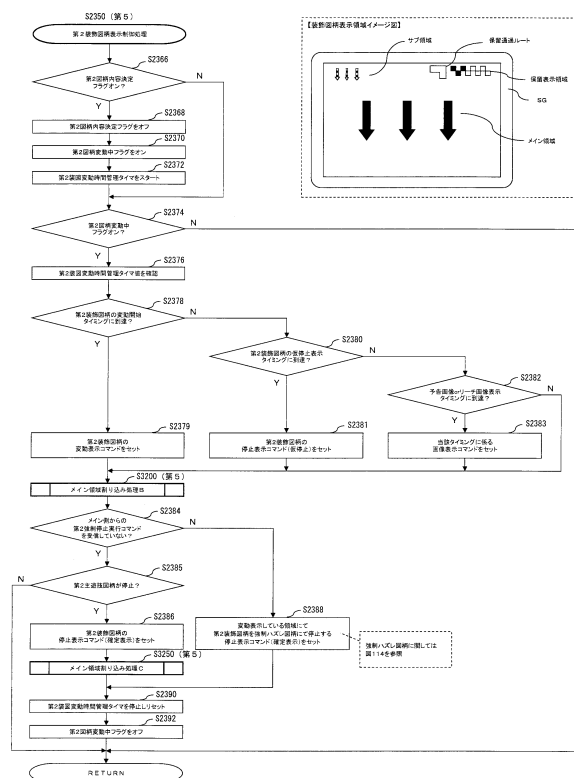 S2350（第５）
第２装飾図柄表示制御処理
S2366
第２図柄内容決定
フラグオン？
N
Y
S2368
第２図柄内容決定フラグをオフ
S2370
第２図柄変動中フラグをオン
S2372
第２装図変動時間管理タイマをスタート
S2374
第２図柄変動中
フラグオン？
N
Y
S2376
第２装図変動時間管理タイマ値を確認
S2378
第２装飾図柄の変動開始
タイミングに到達？
N
Y
S2380
第２装飾図柄の仮停止表示
タイミングに到達？
N
Y
S2382
予告画像orリーチ画像表示
タイミングに到達？
N
Y
S2379
第２装飾図柄の
変動表示コマンドをセット
S2381
第２装飾図柄の
停止表示コマンド（仮停止）をセット
S2383
当該タイミングに係る
画像表示コマンドをセット
S3200（第５）
メイン領域割り込み処理Ｂ
S2384
メイン側からの
第２強制停止実行コマンド
を受信していない？
N
Y
S2385
第２主遊技図柄が停止？
N
Y
S2386
第２装飾図柄の
停止表示コマンド（確定表示）をセット
S2388
変動表示している領域にて
第２装飾図柄を強制ハズレ図柄にて停止する
停止表示コマンド（確定表示）をセット
強制ハズレ図柄に関しては
図114を参照
S3250（第５）
メイン領域割り込み処理Ｃ
S2390
第２装図変動時間管理タイマを停止しリセット
S2392
第２図柄変動中フラグをオフ
ＲＥＴＵＲＮ
【装飾図柄表示領域イメージ図】
サブ領域
保留通過ルート
保留表示領域
SG
メイン領域